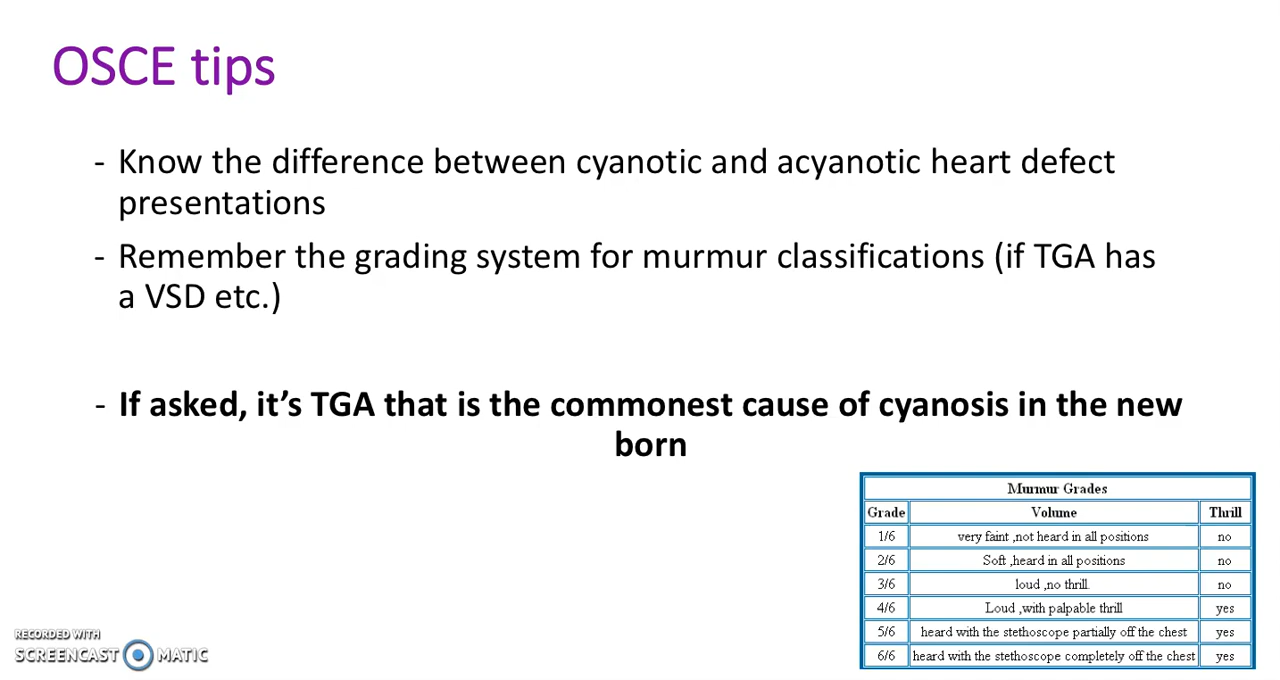 OSCE tips
- Know the difference between cyanotic and acyanotic heart defect
presentations
- Remember the grading system for murmur classifications (if TGA has
a VSD etc.)
- If asked, it's TGA that is the commonest cause of cyanosis in the new
born
Murmur Grades
Grade Volume Thrill
1/6 very faint ,not heard in all positions no
2/6 Soft ,heard in all positions no
3/6 loud ,no thrill. no
4/6 Loud ,with palpable thrill yes
5/6 heard with the stethoscope partially off the chest yes
6/6 heard with the stethoscope completely off the chest yes
RECORDED WITH
SCREENCAST MATIC